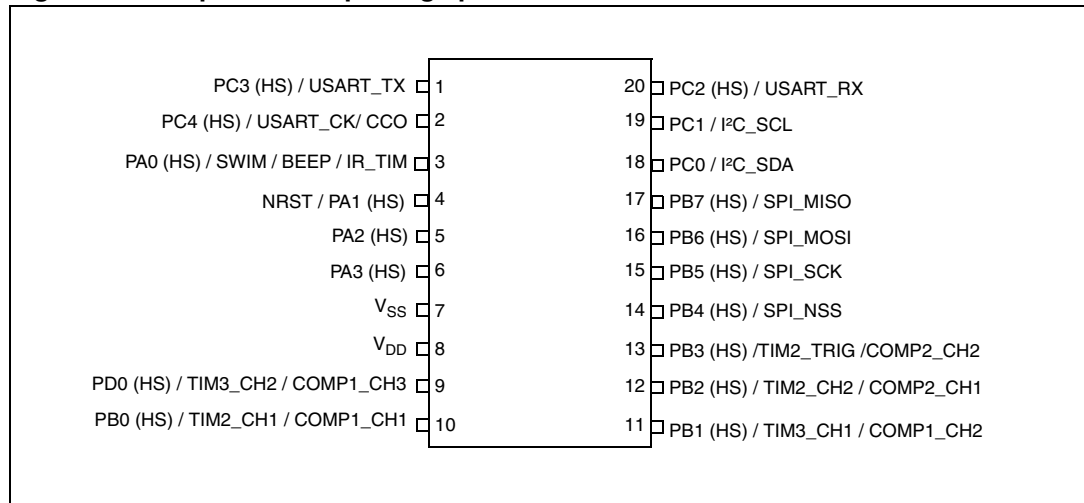 PC3 (HS) / USART_TX 1
PC4 (HS) / USART_CK/ CCO 2
PA0 (HS) / SWIM / BEEP / IR_TIM 3
NRST / PA1 (HS) 4
PA2 (HS) 5
PA3 (HS) 6
VSS 7
VDD 8
PD0 (HS) / TIM3_CH2 / COMP1_CH3 9
PB0 (HS) / TIM2_CH1 / COMP1_CH1 10
20 PC2 (HS) / USART_RX
19 PC1 / I²C_SCL
18 PC0 / I²C_SDA
17 PB7 (HS) / SPI_MISO
16 PB6 (HS) / SPI_MOSI
15 PB5 (HS) / SPI_SCK
14 PB4 (HS) / SPI_NSS
13 PB3 (HS) /TIM2_TRIG /COMP2_CH2
12 PB2 (HS) / TIM2_CH2 / COMP2_CH1
11 PB1 (HS) / TIM3_CH1 / COMP1_CH2